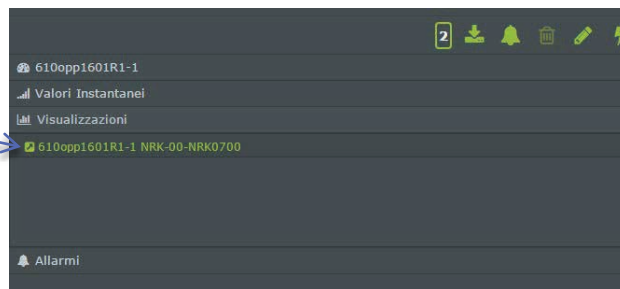 2
610opp1601R1-1
Valori Instantanei
Visualizzazioni
610opp1601R1-1 NRK-00-NRK0700
Allarmi